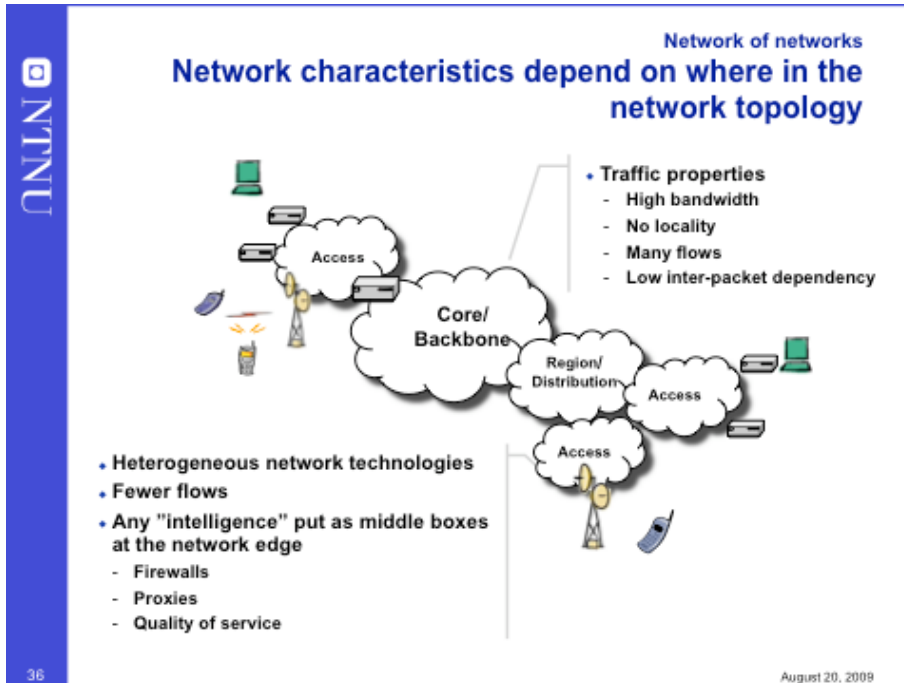 Network of networks
Network characteristics depend on where in the
network topology
NTNU
Traffic properties
- High bandwidth
- No locality
- Many flows
- Low inter-packet dependency
Access
Core/
Backbone
Region/
Distribution
Access
Access
Heterogeneous network technologies
Fewer flows
Any ”intelligence” put as middle boxes
at the network edge
- Firewalls
- Proxies
- Quality of service
36
August 20, 2009